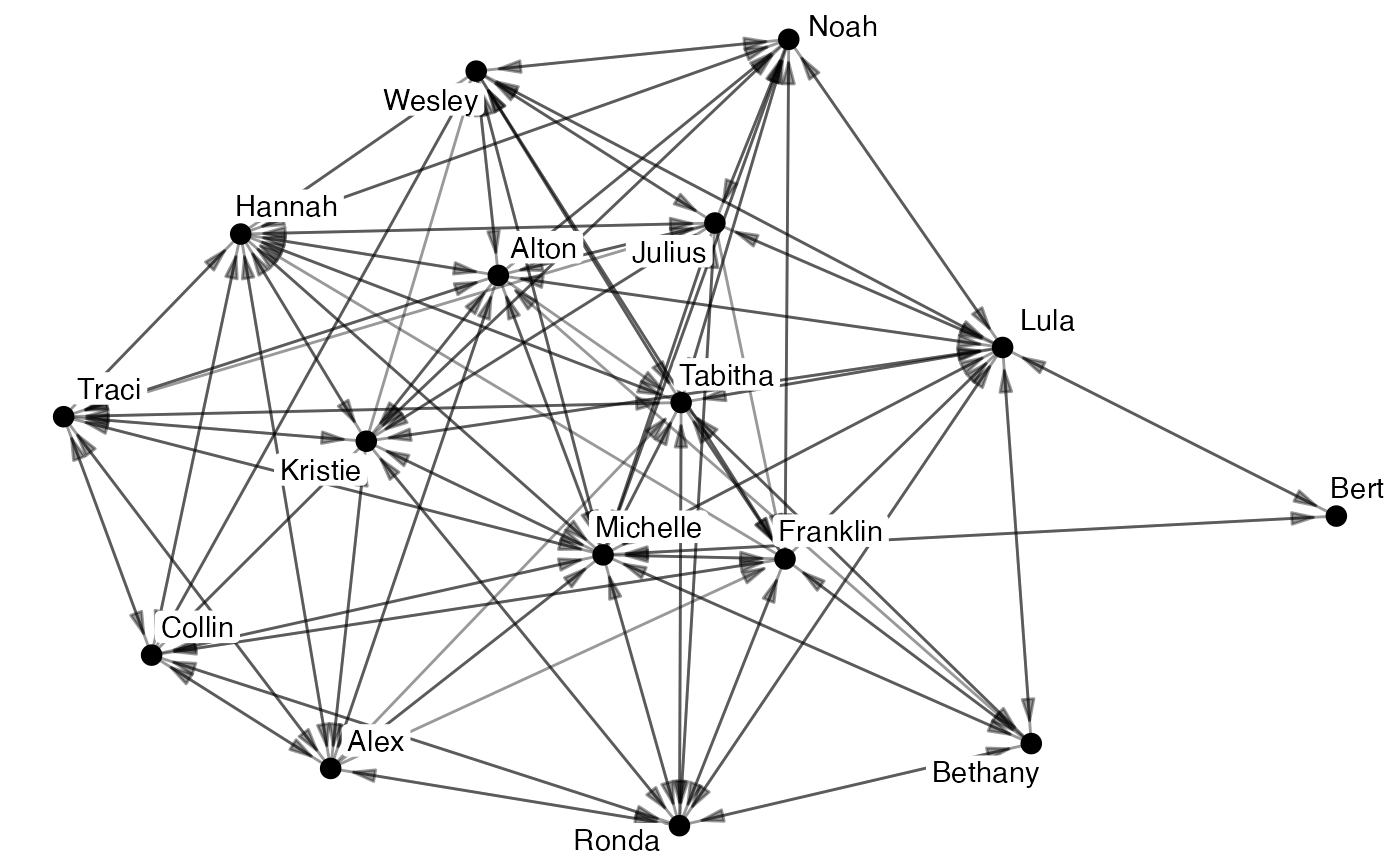 Noah
Wesley
Hannah
Alton
Julius
Lula
Traci
Tabitha
Kristie
Bert
Michelle
Franklin
Collin
Alex
Bethany
Ronda